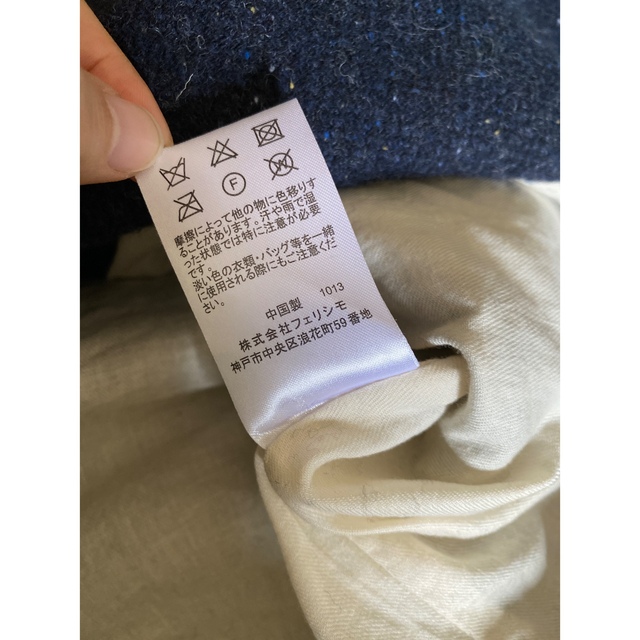 F
W
摩擦によって他の物に色移りす
ることがあります。汗や雨で湿
った状態では特に注意が必要
です。
淡い色の衣類・バッグ等を一緒
に使用される際にもご注意くだ
さい。
中国製 1013
株式会社フェリシモ
神戸市中央区浪花町59番地